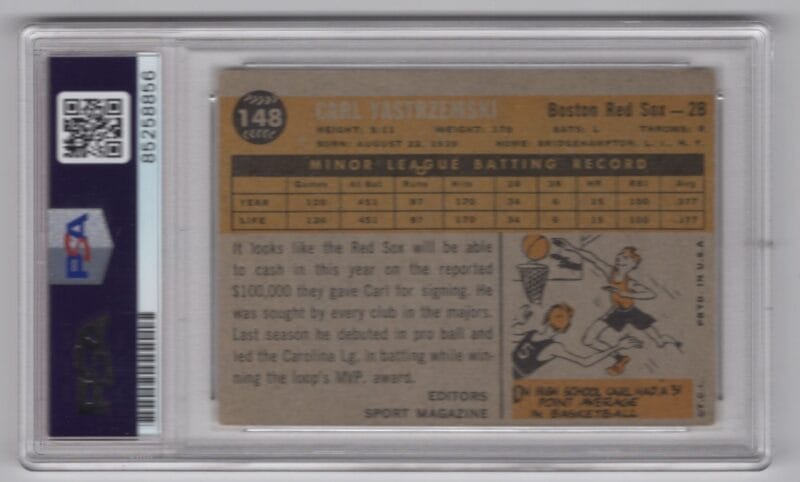 148
CARL YASTRZEMSKI
Boston Red Sox—2B
HEIGHT: 5:11 WEIGHT: 170 BATS: L THROWS: R
BORN: AUGUST 22, 1939 HOME: BRIDGEHAMPTON, L. I., N. Y.
MINOR LEAGUE BATTING RECORD
Games At Bat Runs Hits 2B 3B HR RBI Avg.
YEAR 120 451 87 170 34 6 15 100 .377
LIFE 120 451 87 170 34 6 15 100 .377
It looks like the Red Sox will be able
to cash in this year on the reported
$100,000 they gave Carl for signing. He
was sought by every club in the majors.
Last season he debuted in pro ball and
led the Carolina Lg. in batting while win-
ning the loop's MVP. award.
EDITORS
SPORT MAGAZINE
5
IN HIGH SCHOOL CARL HAD A 34
POINT AVERAGE
IN BASKETBALL
PRTD. IN U.S.A.
©T.C.G.
PSA
85258856